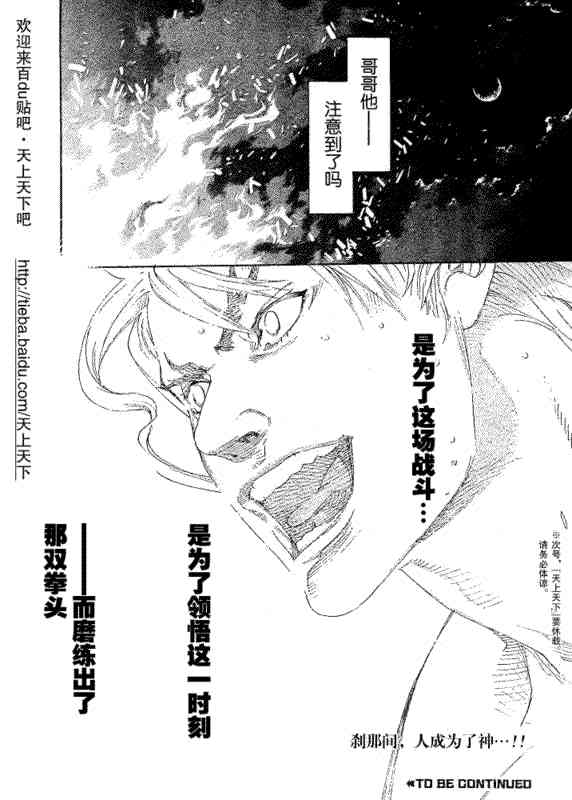 欢迎来百du贴吧·天上天下吧
http://tieba.baidu.com/天上天下
哥哥他——
注意到了吗
是为了这场战斗…
是为了领悟这一时刻
——而磨练出了
那双拳头
※次号，「天上天下」要休载。
请务必体谅。
刹那间，人成为了神…!!
«TO BE CONTINUED